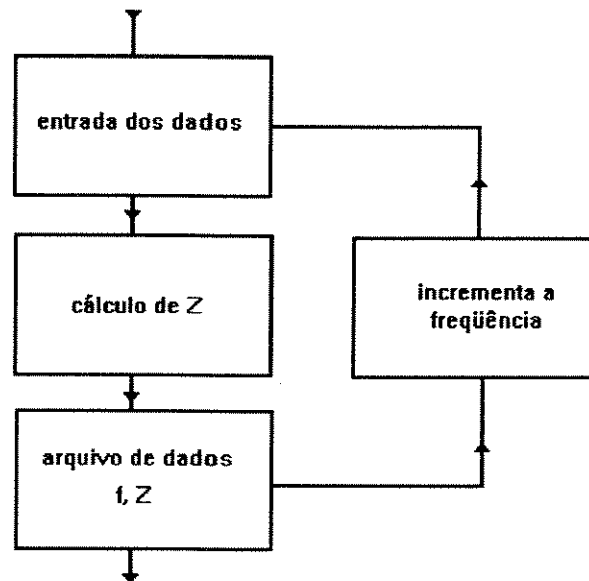 entrada dos dados
cálculo de Z
incrementa a
freqüência
arquivo de dados
f, Z